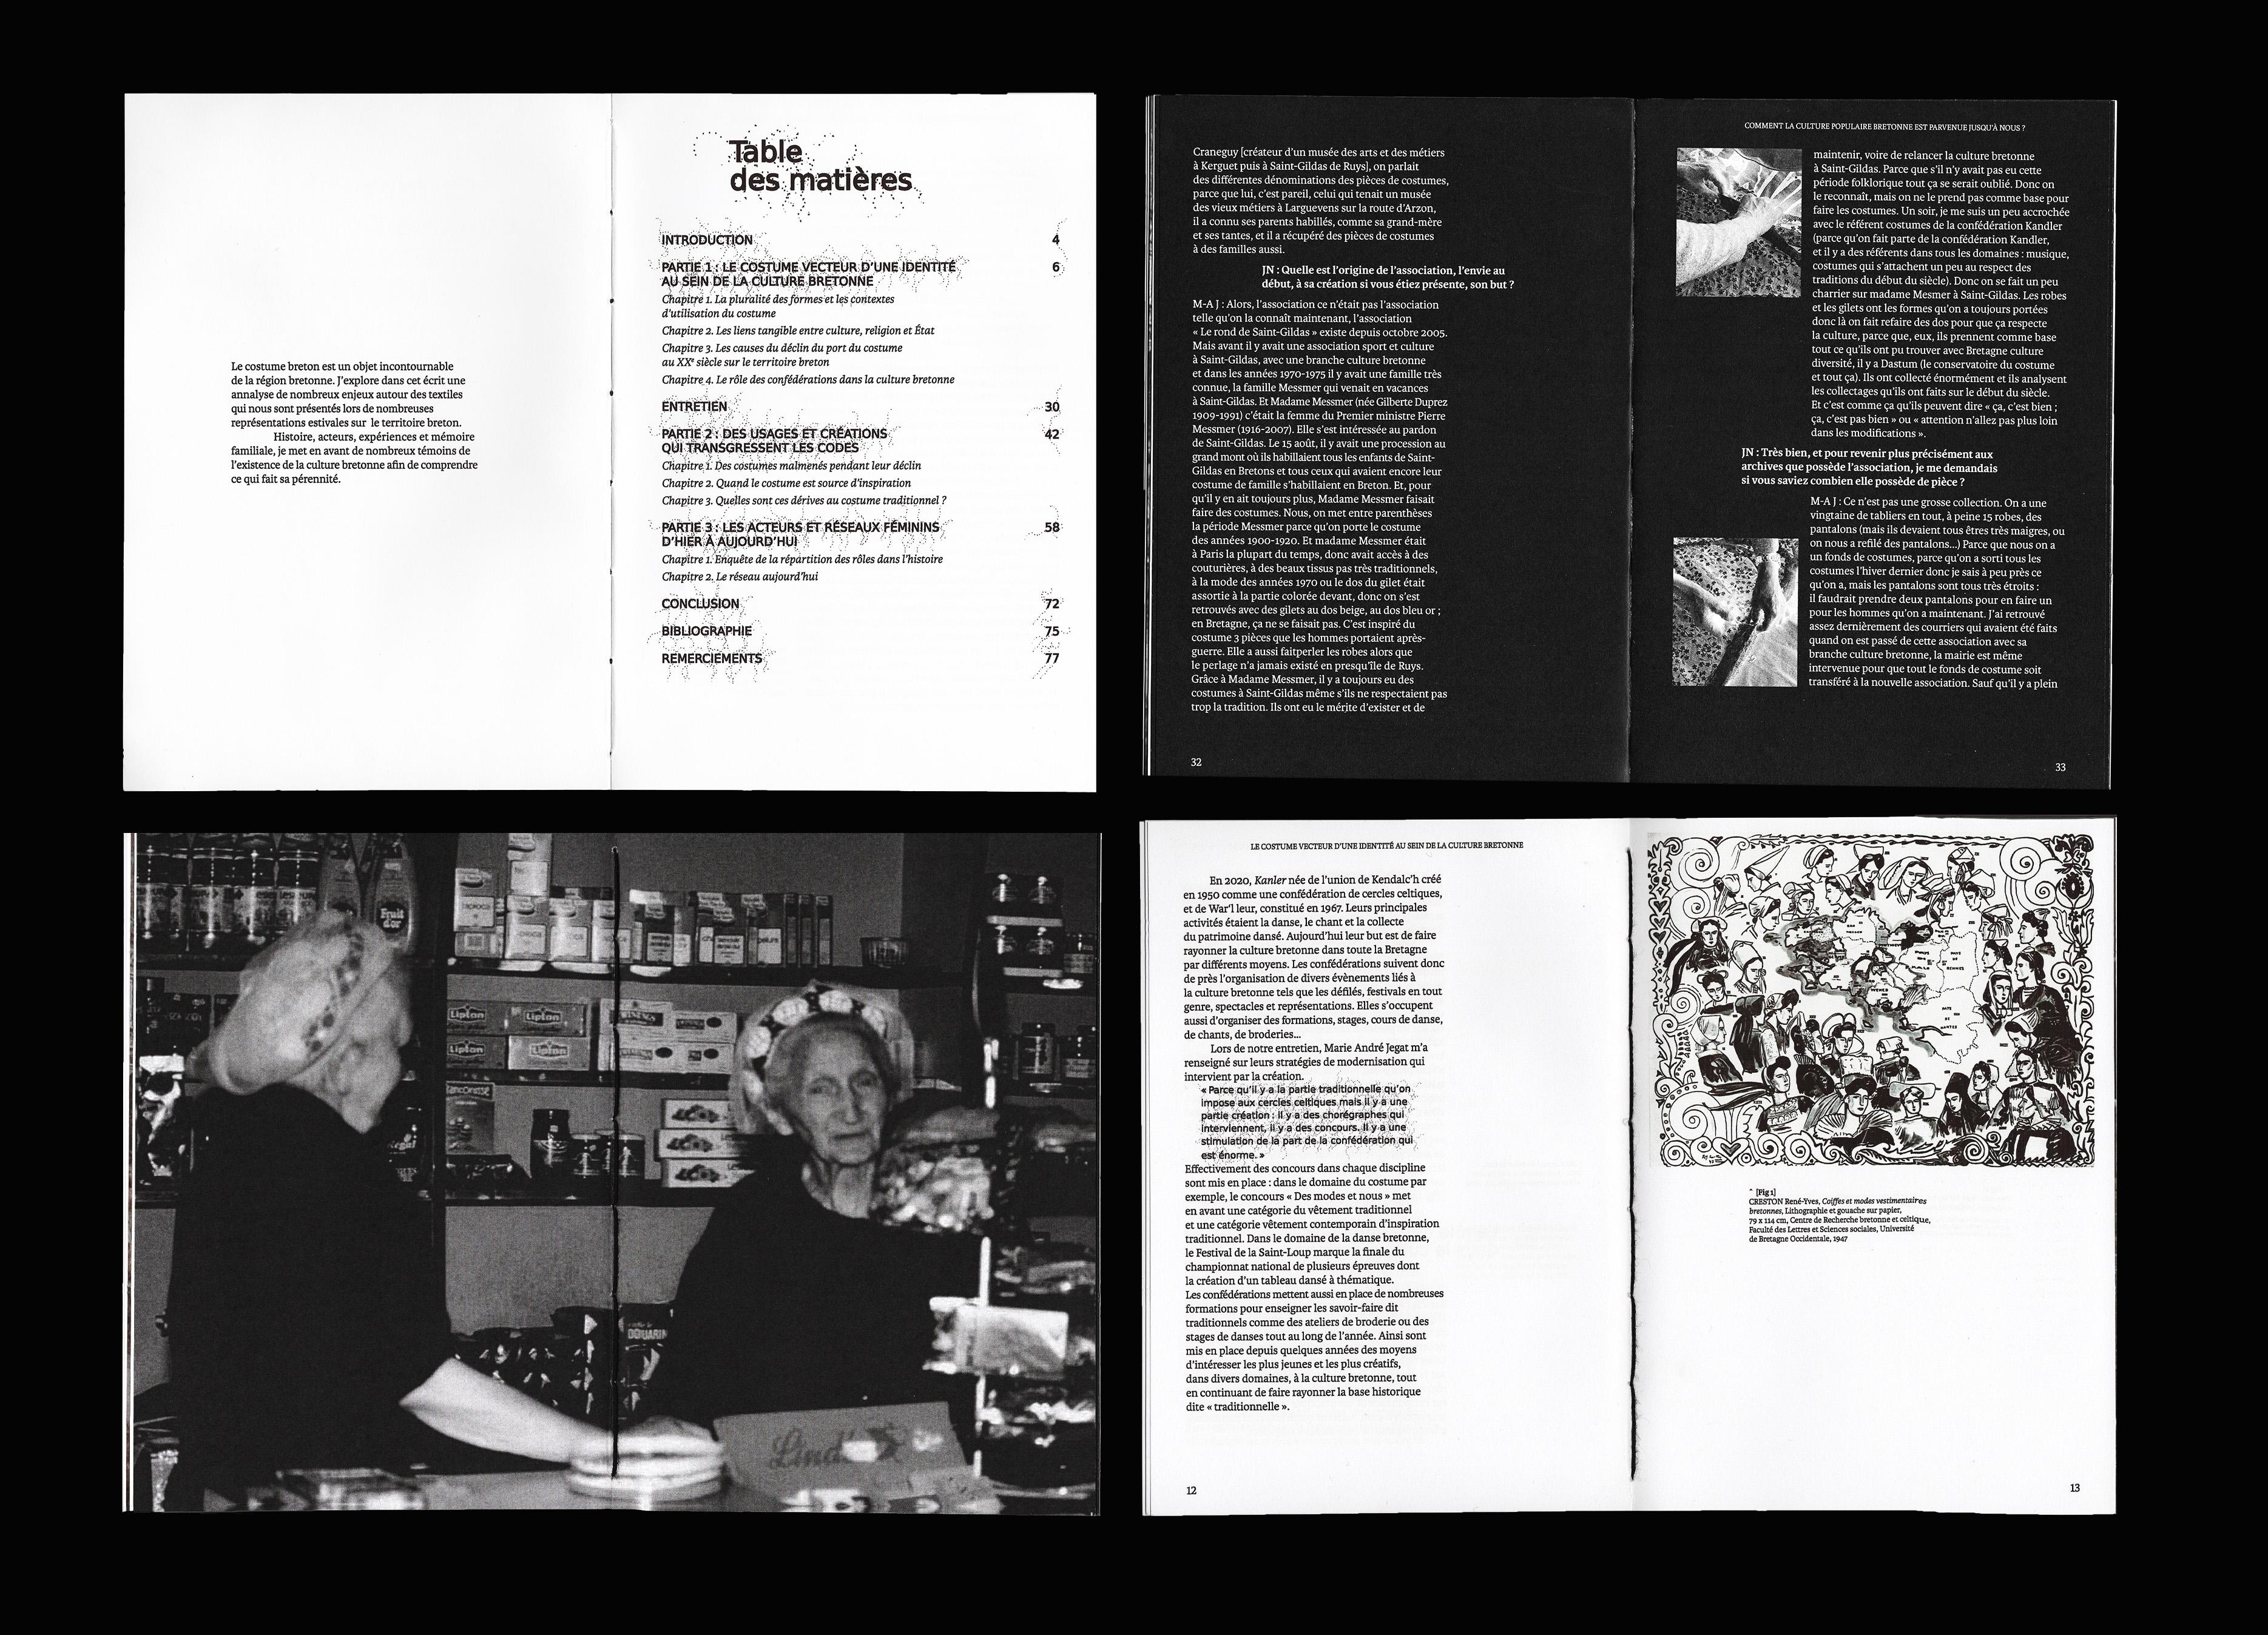 Le costume breton est un objet incontournable
de la région bretonne. J'explore dans cet écrit une
annalyse de nombreux enjeux autour des textiles
qui nous sont présentés lors de nombreuses
représentations estivales sur le territoire breton.
Histoire, acteurs, expériences et mémoire
familiale, je met en avant de nombreux témoins de
l'existence de la culture bretonne afin de comprendre
ce qui fait sa pérennité.
Table
des matières
INTRODUCTION 4
PARTIE 1 : LE COSTUME VECTEUR D'UNE IDENTITÉ 6
AU SEIN DE LA CULTURE BRETONNE
Chapitre 1. La pluralité des formes et les contextes
d'utilisation du costume
Chapitre 2. Les liens tangible entre culture, religion et État
Chapitre 3. Les causes du déclin du port du costume
au XXe siècle sur le territoire breton
Chapitre 4. Le rôle des confédérations dans la culture bretonne
ENTRETIEN 30
PARTIE 2 : DES USAGES ET CRÉATIONS 42
QUI TRANSGRESSENT LES CODES
Chapitre 1. Des costumes malmenés pendant leur déclin
Chapitre 2. Quand le costume est source d'inspiration
Chapitre 3. Quelles sont ces dérives au costume traditionnel ?
PARTIE 3 : LES ACTEURS ET RÉSEAUX FÉMININS 58
D'HIER À AUJOURD'HUI
Chapitre 1. Enquête de la répartition des rôles dans l'histoire
Chapitre 2. Le réseau aujourd'hui
CONCLUSION 72
BIBLIOGRAPHIE 75
REMERCIEMENTS 77
Craneguy [créateur d'un musée des arts et des métiers
à Kerguet puis à Saint-Gildas de Ruys], on parlait
des différentes dénominations des pièces de costumes,
parce que lui, c'est pareil, celui qui tenait un musée
des vieux métiers à Larguevens sur la route d'Arzon,
il a connu ses parents habillés, comme sa grand-mère
et ses tantes, et il a récupéré des pièces de costumes
à des familles aussi.
JN : Quelle est l'origine de l'association, l'envie au
début, à sa création si vous étiez présente, son but ?
M-A J : Alors, l'association ce n'était pas l'association
telle qu'on la connaît maintenant, l'association
« Le rond de Saint-Gildas » existe depuis octobre 2005.
Mais avant il y avait une association sport et culture
à Saint-Gildas, avec une branche culture bretonne
et dans les années 1970-1975 il y avait une famille très
connue, la famille Messmer qui venait en vacances
à Saint-Gildas. Et Madame Messmer (née Gilberte Duprez
1909-1991) c'était la femme du Premier ministre Pierre
Messmer (1916-2007). Elle s'est intéressée au pardon
de Saint-Gildas. Le 15 août, il y avait une procession au
grand mont où ils habillaient tous les enfants de Saint-
Gildas en Bretons et tous ceux qui avaient encore leur
costume de famille s'habillaient en Breton. Et, pour
qu'il y en ait toujours plus, Madame Messmer faisait
faire des costumes. Nous, on met entre parenthèses
la période Messmer parce qu'on porte le costume
des années 1900-1920. Et madame Messmer était
à Paris la plupart du temps, donc avait accès à des
couturières, à des beaux tissus pas très traditionnels,
à la mode des années 1970 ou le dos du gilet était
assortie à la partie colorée devant, donc on s'est
retrouvés avec des gilets au dos beige, au dos bleu or ;
en Bretagne, ça ne se faisait pas. C'est inspiré du
costume 3 pièces que les hommes portaient après-
guerre. Elle a aussi faitperler les robes alors que
le perlage n'a jamais existé en presqu'île de Ruys.
Grâce à Madame Messmer, il y a toujours eu des
costumes à Saint-Gildas même s'ils ne respectaient pas
trop la tradition. Ils ont eu le mérite d'exister et de
32
COMMENT LA CULTURE POPULAIRE BRETONNE EST PARVENUE JUSQU'À NOUS ?
maintenir, voire de relancer la culture bretonne
à Saint-Gildas. Parce que s'il n'y avait pas eu cette
période folklorique tout ça se serait oublié. Donc on
le reconnaît, mais on ne le prend pas comme base pour
faire les costumes. Un soir, je me suis un peu accrochée
avec le référent costumes de la confédération Kandler
(parce qu'on fait partie de la confédération Kandler,
et il y a des référents dans tous les domaines : musique,
costumes qui s'attachent un peu au respect des
traditions du début du siècle). Donc on se fait un peu
charrier sur madame Mesmer à Saint-Gildas. Les robes
et les gilets ont les formes qu'on a toujours portées
donc là on fait refaire des dos pour que ça respecte
la culture, parce que, eux, ils prennent comme base
tout ce qu'ils ont pu trouver avec Bretagne culture
diversité, il y a Dastum (le conservatoire du costume
et tout ça). Ils ont collecté énormément et ils analysent
les collectages qu'ils ont faits sur le début du siècle.
Et c'est comme ça qu'ils peuvent dire « ça, c'est bien ;
ça, c'est pas bien » ou « attention n'allez pas plus loin
dans les modifications ».
JN : Très bien, et pour revenir plus précisément aux
archives que possède l'association, je me demandais
si vous saviez combien elle possède de pièce ?
M-A J : Ce n'est pas une grosse collection. On a une
vingtaine de tabliers en tout, à peine 15 robes, des
pantalons (mais ils devaient tous êtres très maigres, ou
on nous a refilé des pantalons...) Parce que nous on a
un fonds de costumes, parce qu'on a sorti tous les
costumes l'hiver dernier donc je sais à peu près ce
qu'on a, mais les pantalons sont tous très étroits :
il faudrait prendre deux pantalons pour en faire un
pour les hommes qu'on a maintenant. J'ai retrouvé
assez dernièrement des courriers qui avaient été faits
quand on est passé de cette association avec sa
branche culture bretonne, la mairie est même
intervenue pour que tout le fonds de costume soit
transféré à la nouvelle association. Sauf qu'il y a plein
33
Fruit
d'or
Lipton
Lipton
Lipton
Lipton
Lind
LE COSTUME VECTEUR D'UNE IDENTITÉ AU SEIN DE LA CULTURE BRETONNE
En 2020, Kanler née de l'union de Kendalc'h créé
en 1950 comme une confédération de cercles celtiques,
et de War'l leur, constitué en 1967. Leurs principales
activités étaient la danse, le chant et la collecte
du patrimoine dansé. Aujourd'hui leur but est de faire
rayonner la culture bretonne dans toute la Bretagne
par différents moyens. Les confédérations suivent donc
de près l'organisation de divers évènements liés à
la culture bretonne tels que les défilés, festivals en tout
genre, spectacles et représentations. Elles s'occupent
aussi d'organiser des formations, stages, cours de danse,
de chants, de broderies...
Lors de notre entretien, Marie André Jegat m'a
renseigné sur leurs stratégies de modernisation qui
intervient par la création.
« Parce qu'il y a la partie traditionnelle qu'on
impose aux cercles celtiques mais il y a une
partie création : il y a des chorégraphes qui
interviennent, il y a des concours. Il y a une
stimulation de la part de la confédération qui
est énorme. »
Effectivement des concours dans chaque discipline
sont mis en place : dans le domaine du costume par
exemple, le concours « Des modes et nous » met
en avant une catégorie du vêtement traditionnel
et une catégorie vêtement contemporain d'inspiration
traditionnel. Dans le domaine de la danse bretonne,
le Festival de la Saint-Loup marque la finale du
championnat national de plusieurs épreuves dont
la création d'un tableau dansé à thématique.
Les confédérations mettent aussi en place de nombreuses
formations pour enseigner les savoir-faire dit
traditionnels comme des ateliers de broderie ou des
stages de danses tout au long de l'année. Ainsi sont
mis en place depuis quelques années des moyens
d'intéresser les plus jeunes et les plus créatifs,
dans divers domaines, à la culture bretonne, tout
en continuant de faire rayonner la base historique
dite « traditionnelle ».
12
[Fig 1]
CRESTON René-Yves, Coiffes et modes vestimentaires
bretonnes, Lithographie et gouache sur papier,
79 x 114 cm, Centre de Recherche bretonne et celtique,
Faculté des Lettres et Sciences sociales, Université
de Bretagne Occidentale, 1947
13